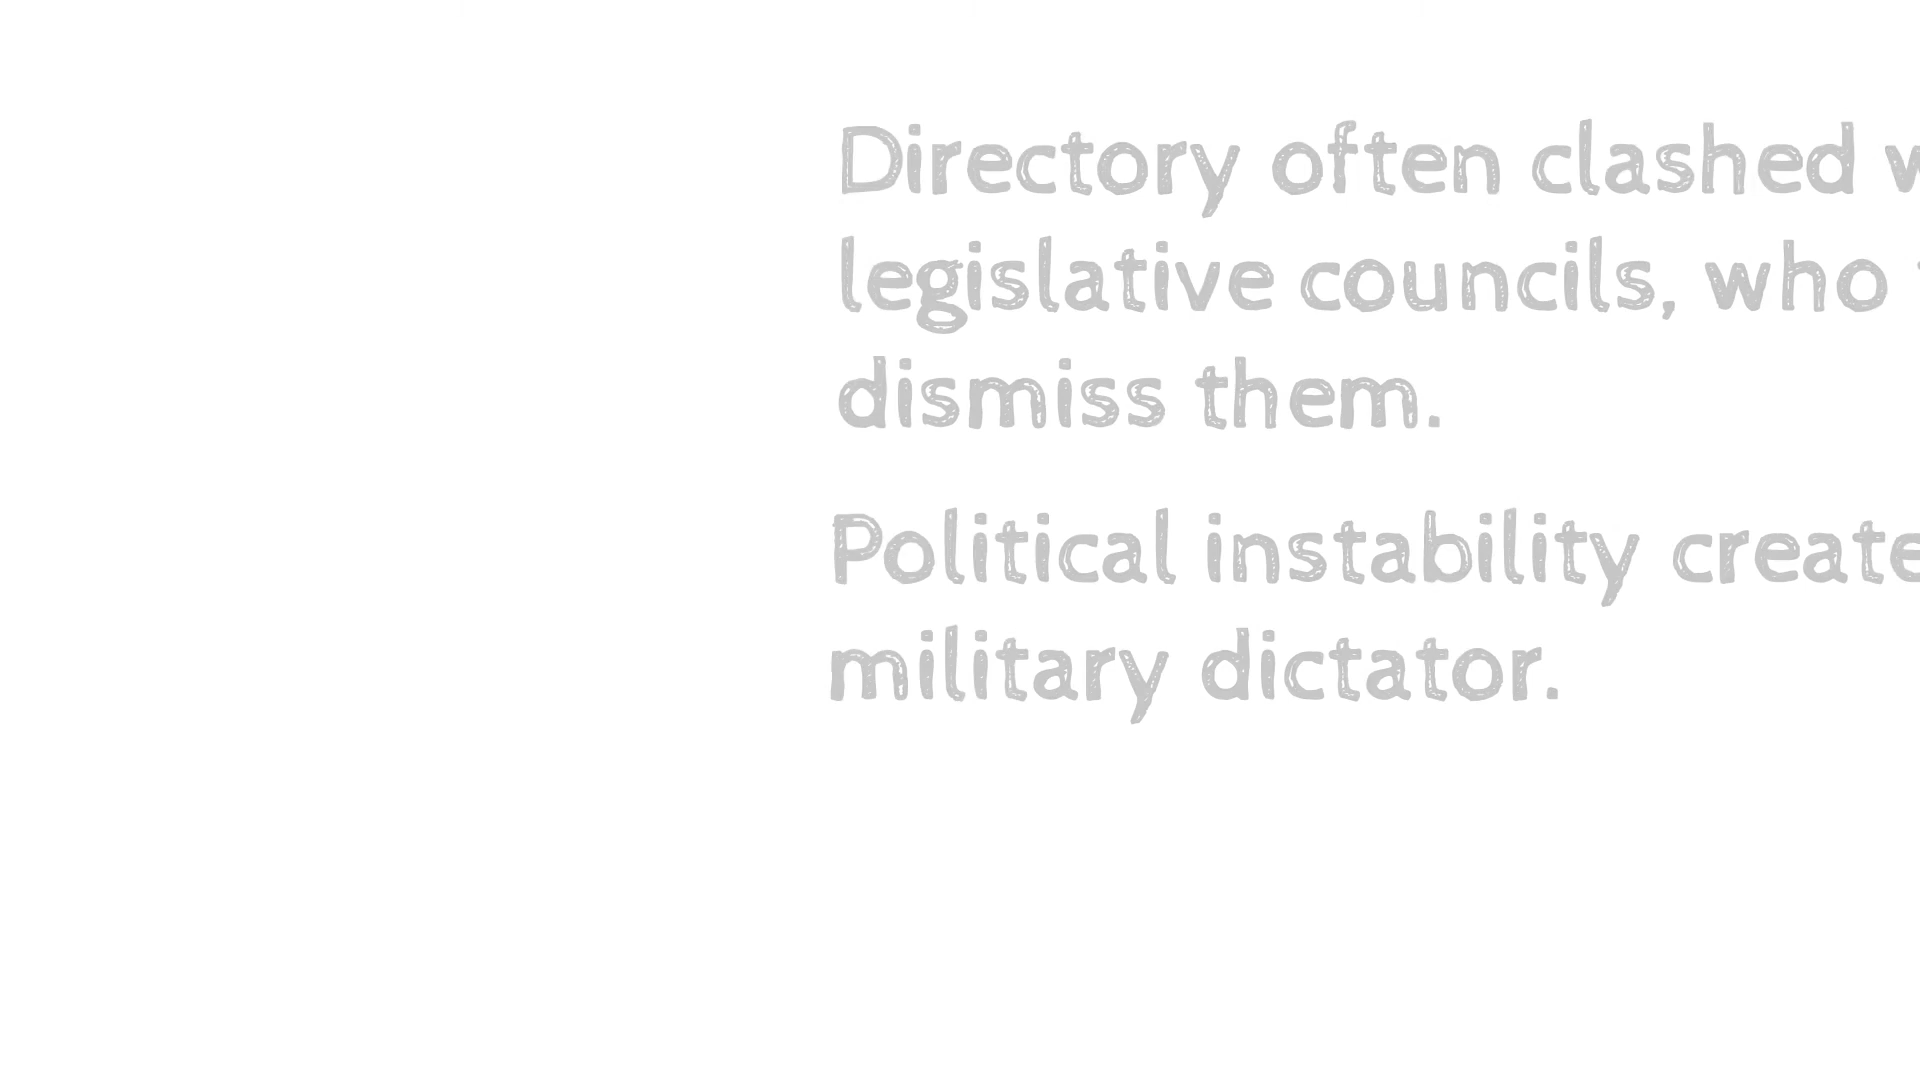 Directory often clashed
legislative councils, who
dismiss them.
Political instability create
military dictator.